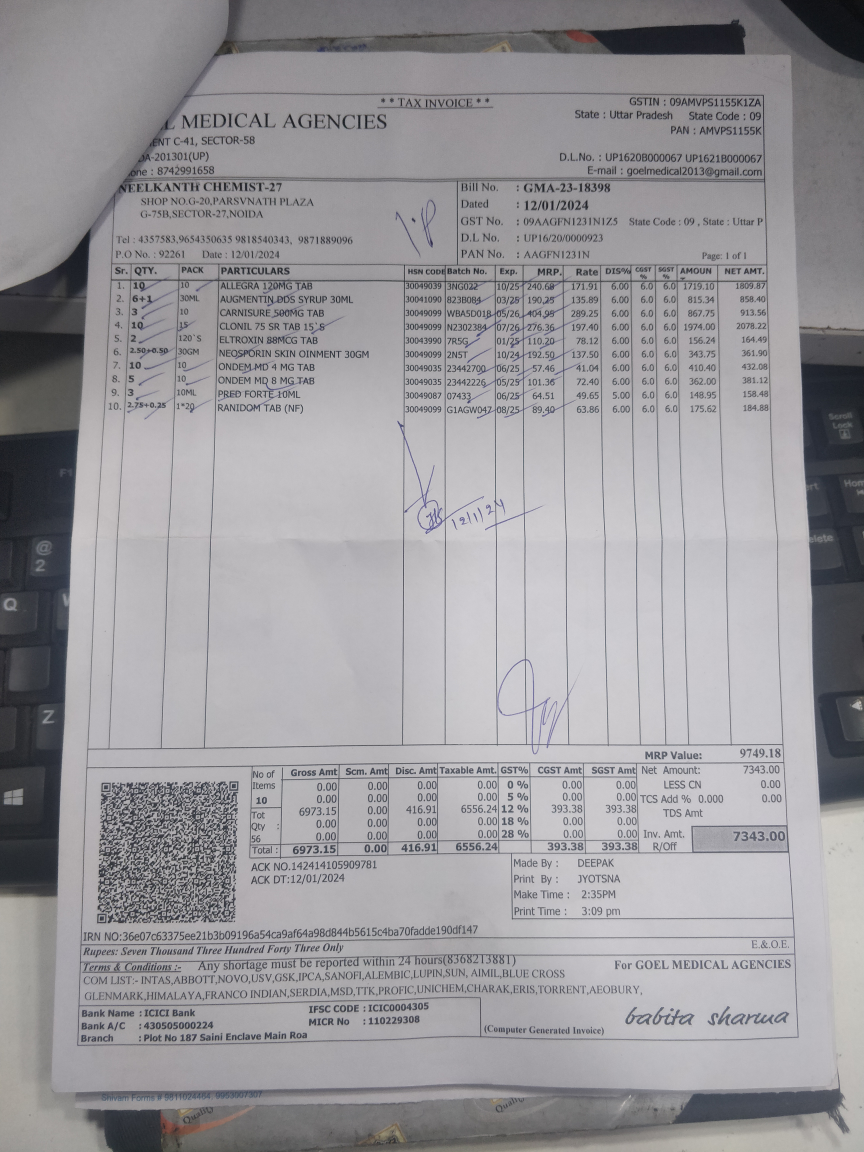 * * TAX INVOICE * *
GSTIN : 09AMVPS1155K1ZA
State : Uttar Pradesh State Code : 09
PAN : AMVPS1155K
MEDICAL AGENCIES
C-41, SECTOR-58
-201301(UP)
: 8742991658
D.L.No. : UP1620B000067 UP1621B000067
E-mail : goelmedical2013@gmail.com
NEELKANTH CHEMIST-27
SHOP NO.G-20,PARSVNATH PLAZA
G-75B,SECTOR-27,NOIDA
Tel : 4357583,9654350635 9818540343, 9871889096
P.O No : 92261 Date : 12/01/2024
Bill No. : GMA-23-18398
Dated : 12/01/2024
GST No. : 09AAGFN1231N1Z5 State Code : 09 , State : Uttar P
D.L No. : UP16/20/0000923
PAN No. : AAGFN1231N
Page: 1 of 1
Sr. QTY. PACK PARTICULARS HSN CODE Batch No. Exp. MRP. Rate DIS% CGST % SGST % AMOUN NET AMT.
1. 10 10 ALLEGRA 120MG TAB 30049039 3NG022 10/25 240.68 171.91 6.00 6.0 6.0 1719.10 1809.87
2. 6+1 30ML AUGMENTIN DDS SYRUP 30ML 30041090 823B084 03/25 190.25 135.89 6.00 6.0 6.0 815.34 858.40
3. 3 10 CARNISURE 500MG TAB 30049099 WBA5D018 05/26 404.95 289.25 6.00 6.0 6.0 867.75 913.56
4. 10 15 CLONIL 75 SR TAB 15`S 30049099 N2302384 07/26 276.36 197.40 6.00 6.0 6.0 1974.00 2078.22
5. 2 120`S ELTROXIN 88MCG TAB 30043990 7R5G 01/25 110.20 78.12 6.00 6.0 6.0 156.24 164.49
6. 2.50+0.50 30GM NEOSPORIN SKIN OINMENT 30GM 30049099 2N5T 10/24 192.50 137.50 6.00 6.0 6.0 343.75 361.90
7. 10 10 ONDEM MD 4 MG TAB 30049035 23442700 06/25 57.46 41.04 6.00 6.0 6.0 410.40 432.08
8. 5 10 ONDEM MD 8 MG TAB 30049035 23442226 05/25 101.36 72.40 6.00 6.0 6.0 362.00 381.12
9. 3 10ML PRED FORTE 10ML 30049087 07433 06/25 64.51 49.65 5.00 6.0 6.0 148.95 158.48
10. 2.75+0.25 1*20 RANIDOM TAB (NF) 30049099 G1AGW047 08/25 89.40 63.86 6.00 6.0 6.0 175.62 184.88
12/1/24
MRP Value: 9749.18
No of Items 10 Tot Qty : 56
Gross Amt Scm. Amt Disc. Amt Taxable Amt. GST% CGST Amt SGST Amt
0.00 0.00 0.00 0.00 0 % 0.00 0.00
0.00 0.00 0.00 0.00 5 % 0.00 0.00
6973.15 0.00 416.91 6556.24 12 % 393.38 393.38
0.00 0.00 0.00 0.00 18 % 0.00 0.00
0.00 0.00 0.00 0.00 28 % 0.00 0.00
Total : 6973.15 0.00 416.91 6556.24 393.38 393.38
Net Amount: 7343.00
LESS CN 0.00
TCS Add % 0.000 0.00
TDS Amt
Inv. Amt. 7343.00
R/Off
ACK NO.142414105909781
ACK DT:12/01/2024
Made By : DEEPAK
Print By : JYOTSNA
Make Time : 2:35PM
Print Time : 3:09 pm
IRN NO:36e07c63375ee21b3b09196a54ca9af64a98d844b5615c4ba70fadde190df147
Rupees: Seven Thousand Three Hundred Forty Three Only
E.& O.E.
Terms & Conditions :- Any shortage must be reported within 24 hours(8368213881)
COM LIST:- INTAS,ABBOTT,NOVO,USV,GSK,IPCA,SANOFI,ALEMBIC,LUPIN,SUN, AIMIL,BLUE CROSS
GLENMARK,HIMALAYA,FRANCO INDIAN,SERDIA,MSD,TTK,PROFIC,UNICHEM,CHARAK,ERIS,TORRENT,AEOBURY,
For GOEL MEDICAL AGENCIES
Bank Name : ICICI Bank IFSC CODE : ICIC0004305
Bank A/C : 430505000224 MICR No : 110229308
Branch : Plot No 187 Saini Enclave Main Roa
(Computer Generated Invoice)
babita sharma
Shivam Forms # 9811024464, 9953907307
Quality
Quality
F1
@
2
Q
Z
Scroll
Lock